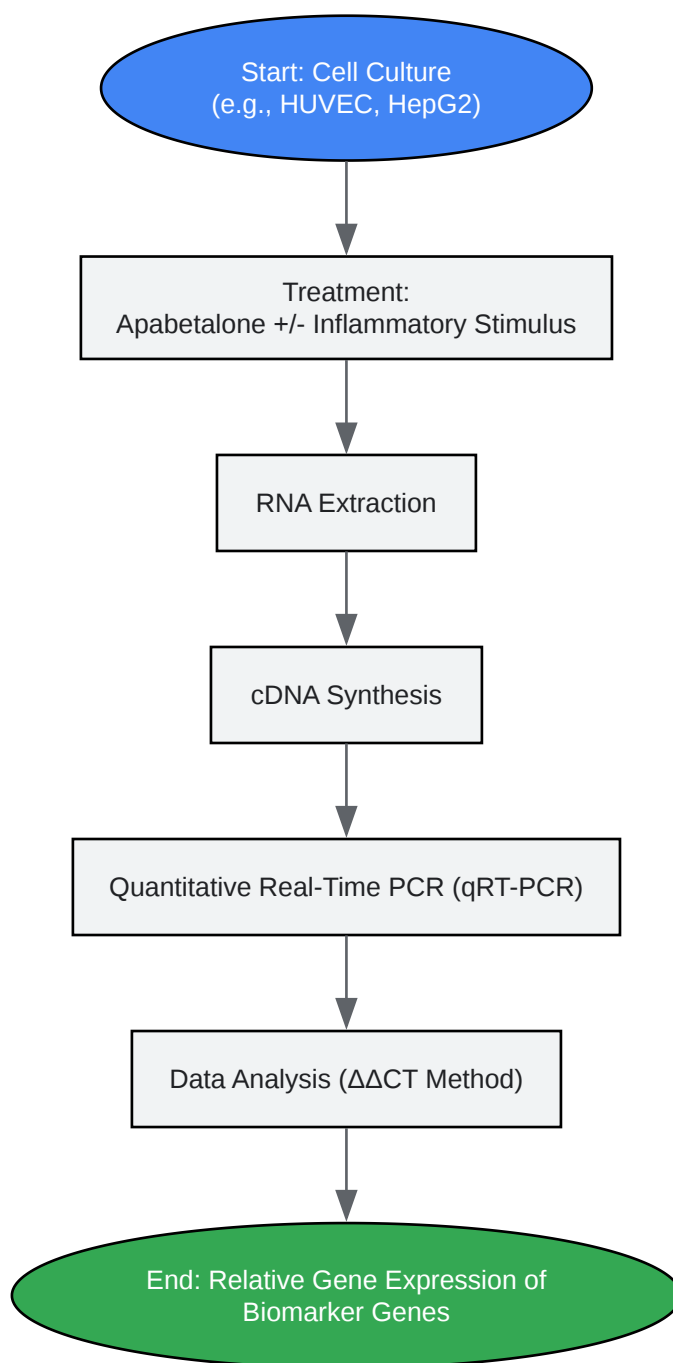 Start: Cell Culture
(e.g., HUVEC, HepG2)
Treatment:
Apabetalone +/- Inflammatory Stimulus
RNA Extraction
cDNA Synthesis
Quantitative Real-Time PCR (qRT-PCR)
Data Analysis (ΔΔCT Method)
End: Relative Gene Expression of
Biomarker Genes